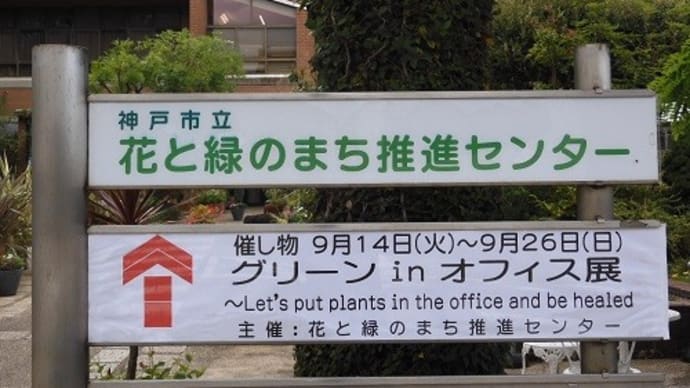 神戸市立
花と緑のまち推進センター
催し物 9月14日(火)～9月26日(日)
グリーン in オフィス展
～Let's put plants in the office and be healed
主催：花と緑のまち推進センター